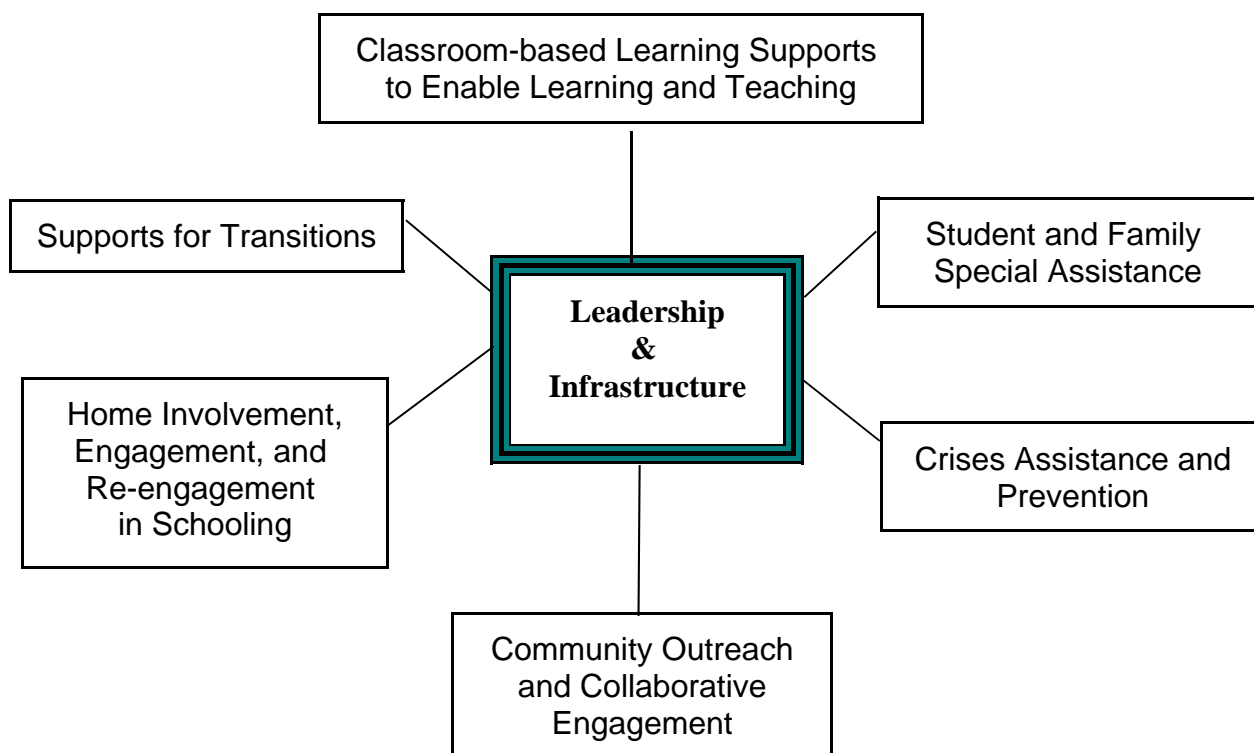 Classroom-based Learning Supports
to Enable Learning and Teaching
Supports for Transitions
Student and Family
Special Assistance
Leadership
&
Infrastructure
Home Involvement,
Engagement, and
Re-engagement
in Schooling
Crises Assistance and
Prevention
Community Outreach
and Collaborative
Engagement